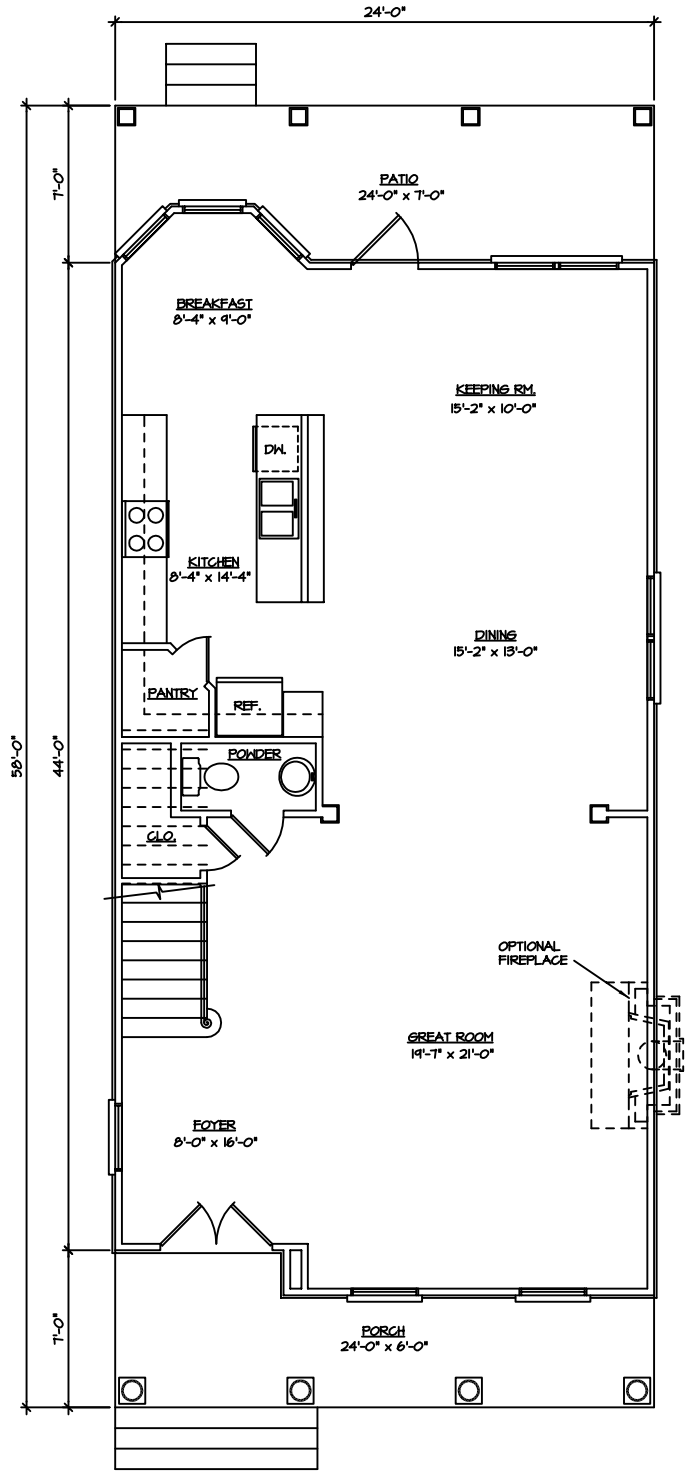 24'-0"
7'-0"
PATIO
24'-0" x 7'-0"
BREAKFAST
8'-4" x 9'-0"
KEEPING RM.
15'-2" x 10'-0"
DW.
KITCHEN
8'-4" x 14'-4"
DINING
15'-2" x 13'-0"
PANTRY
REF.
58'-0"
44'-0"
POWDER
CLO.
OPTIONAL
FIREPLACE
GREAT ROOM
19'-7" x 21'-0"
FOYER
8'-0" x 16'-0"
7'-0"
PORCH
24'-0" x 6'-0"